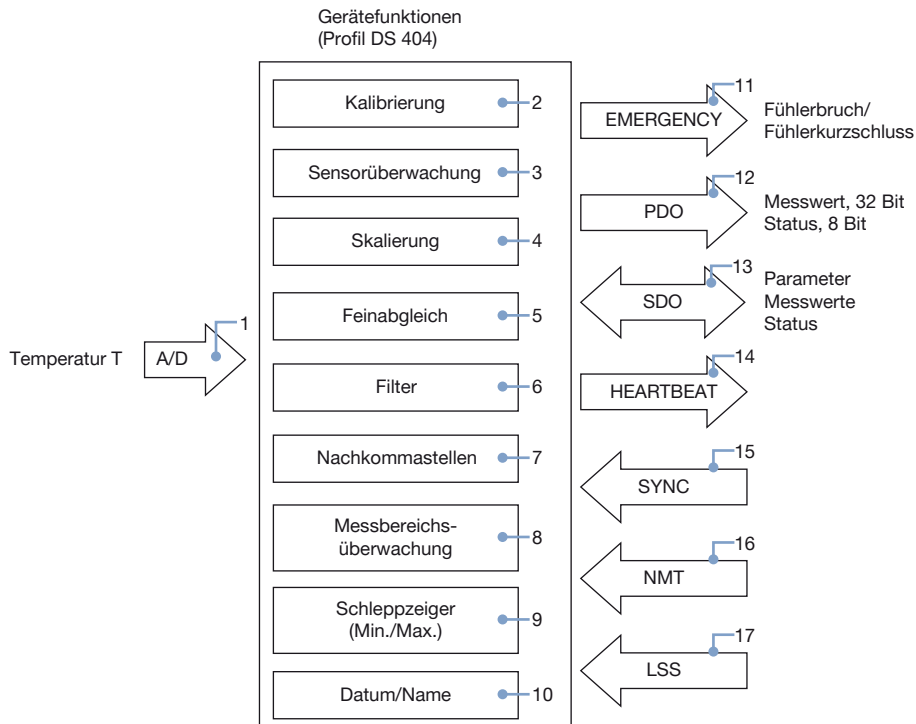 Gerätefunktionen
(Profil DS 404)
Temperatur T
A/D
1
Kalibrierung
2
Sensorüberwachung
3
Skalierung
4
Feinabgleich
5
Filter
6
Nachkommastellen
7
Messbereichs-
überwachung
8
Schleppzeiger
(Min./Max.)
9
Datum/Name
10
11
EMERGENCY
Fühlerbruch/
Fühlerkurzschluss
12
PDO
Messwert, 32 Bit
Status, 8 Bit
13
SDO
Parameter
Messwerte
Status
14
HEARTBEAT
15
SYNC
16
NMT
17
LSS